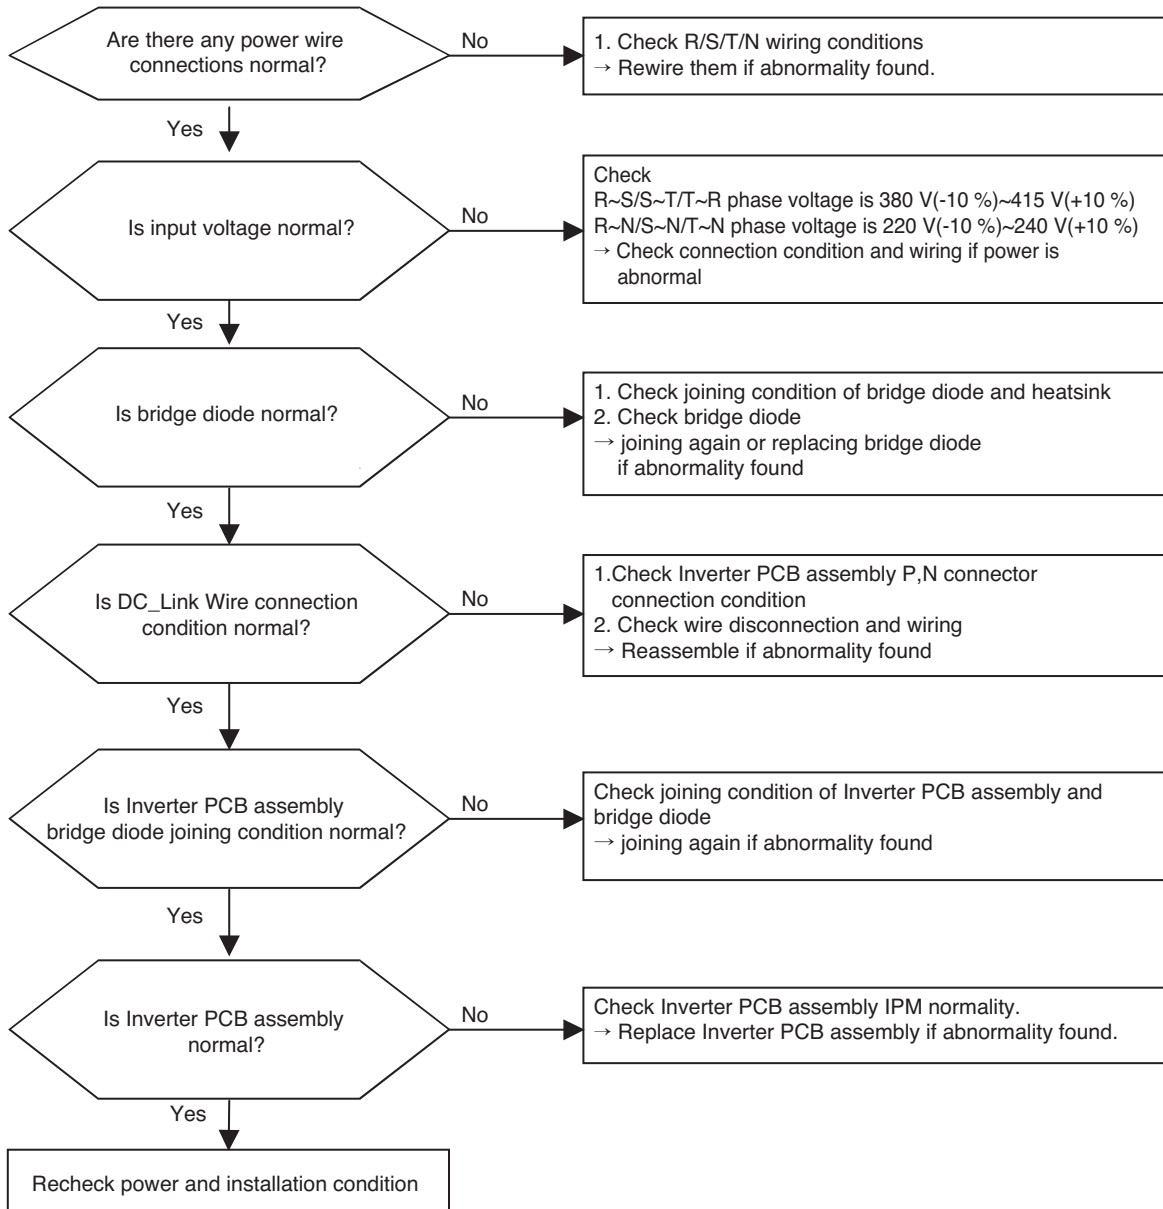 Are there any power wire
connections normal?
No
1. Check R/S/T/N wiring conditions
→ Rewire them if abnormality found.
Yes
Is input voltage normal?
No
Check
R~S/S~T/T~R phase voltage is 380 V(-10 %)~415 V(+10 %)
R~N/S~N/T~N phase voltage is 220 V(-10 %)~240 V(+10 %)
→ Check connection condition and wiring if power is
abnormal
Yes
Is bridge diode normal?
No
1. Check joining condition of bridge diode and heatsink
2. Check bridge diode
→ joining again or replacing bridge diode
if abnormality found
Yes
Is DC_Link Wire connection
condition normal?
No
1.Check Inverter PCB assembly P,N connector
connection condition
2. Check wire disconnection and wiring
→ Reassemble if abnormality found
Yes
Is Inverter PCB assembly
bridge diode joining condition normal?
No
Check joining condition of Inverter PCB assembly and
bridge diode
→ joining again if abnormality found
Yes
Is Inverter PCB assembly
normal?
No
Check Inverter PCB assembly IPM normality.
→ Replace Inverter PCB assembly if abnormality found.
Yes
Recheck power and installation condition